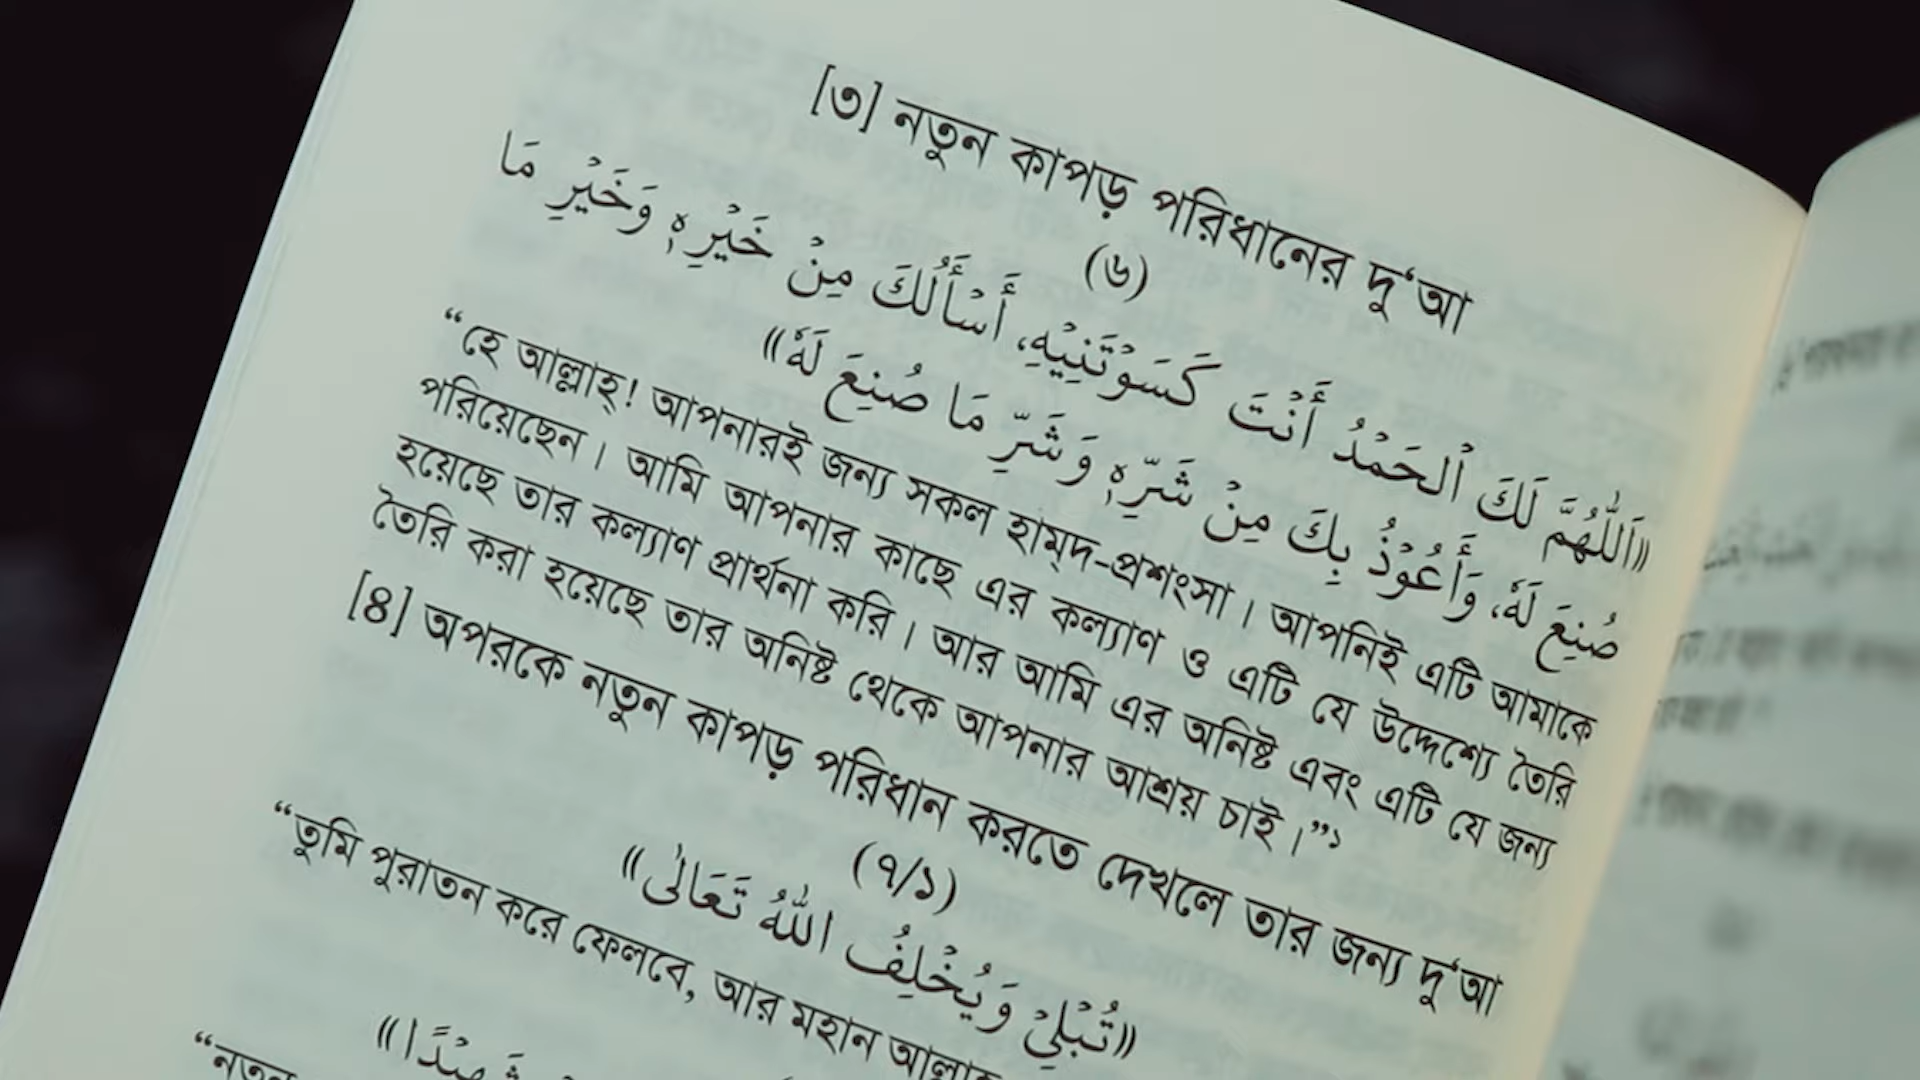 [৩] নতুন কাপড় পরিধানের দু‘আ
(৬)
«اَللّٰهُمَّ لَكَ الْحَمْدُ أَنْتَ كَسَوْتَنِيْهِ، أَسْأَلُكَ مِنْ خَيْرِهٖ وَخَيْرِ مَا
صُنِعَ لَهٗ، وَأَعُوْذُ بِكَ مِنْ شَرِّهٖ وَشَرِّ مَا صُنِعَ لَهٗ»
“হে আল্লাহ্! আপনারই জন্য সকল হাম্‌দ-প্রশংসা। আপনিই এটি আমাকে
পরিয়েছেন। আমি আপনার কাছে এর কল্যাণ ও এটি যে উদ্দেশ্যে তৈরি
হয়েছে তার কল্যাণ প্রার্থনা করি। আর আমি এর অনিষ্ট এবং এটি যে জন্য
তৈরি করা হয়েছে তার অনিষ্ট থেকে আপনার আশ্রয় চাই।”১
[৪] অপরকে নতুন কাপড় পরিধান করতে দেখলে তার জন্য দু‘আ
(৭/১)
«تُبْلِيْ وَيُخْلِفُ اللّٰهُ تَعَالٰى»
“তুমি পুরাতন করে ফেলবে, আর মহান আল্লাহ
“নতুন